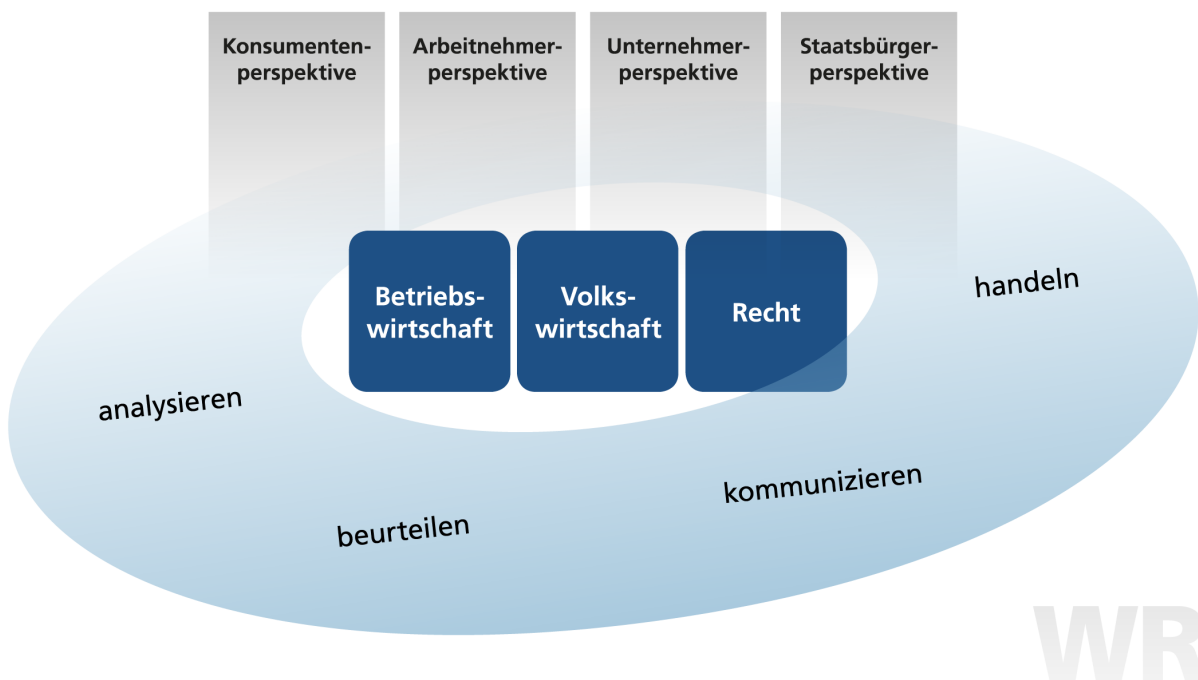 Konsumenten-
perspektive
Arbeitnehmer-
perspektive
Unternehmer-
perspektive
Staatsbürger-
perspektive
Betriebs-
wirtschaft
Volks-
wirtschaft
Recht
handeln
analysieren
kommunizieren
beurteilen
WR